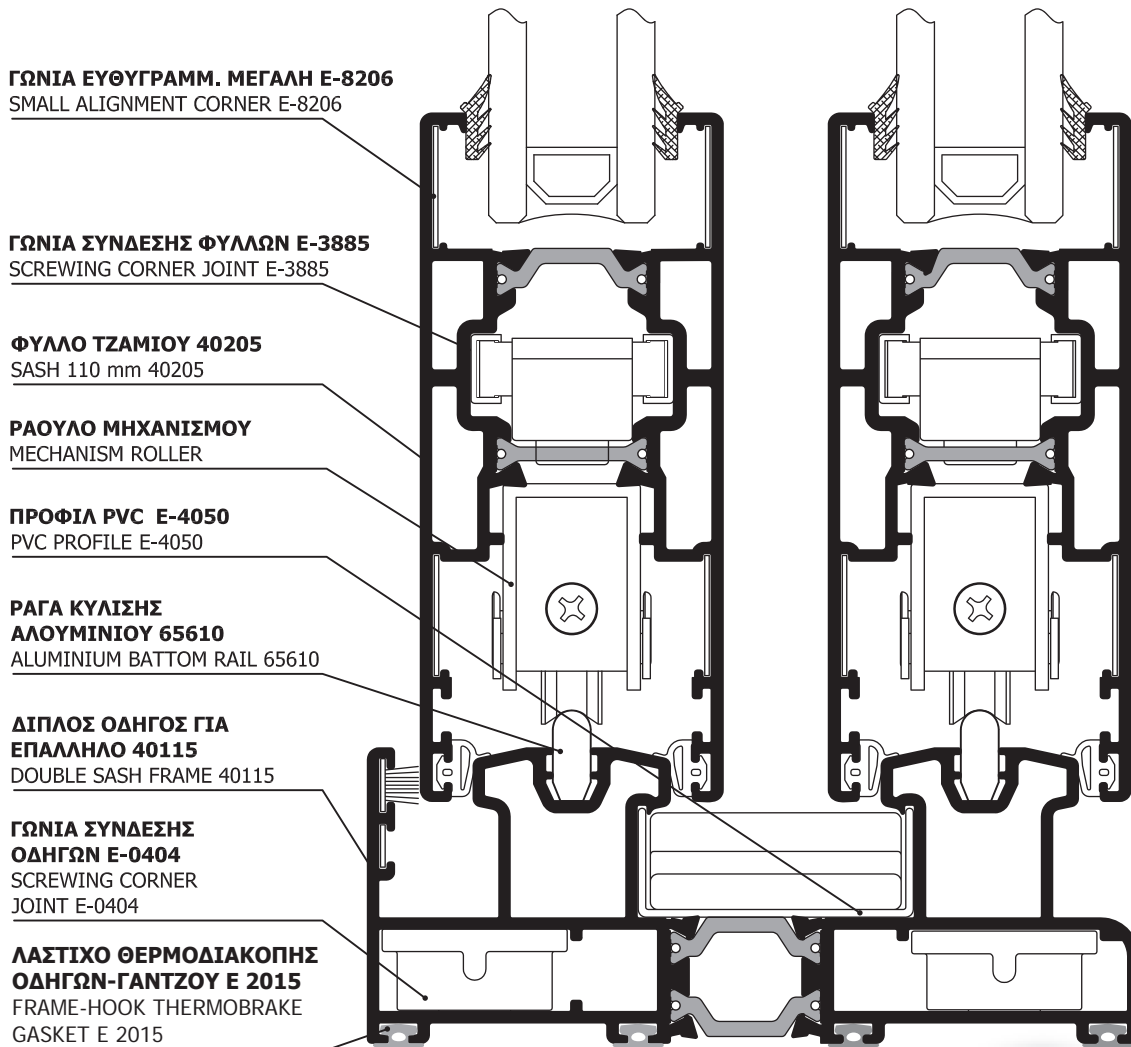 ΓΩΝΙΑ ΕΥΘΥΓΡΑΜΜ. ΜΕΓΑΛΗ E-8206
SMALL ALIGNMENT CORNER E-8206
ΓΩΝΙΑ ΣΥΝΔΕΣΗΣ ΦΥΛΛΩΝ E-3885
SCREWING CORNER JOINT E-3885
ΦΥΛΛΟ ΤΖΑΜΙΟΥ 40205
SASH 110 mm 40205
ΡΑΟΥΛΟ ΜΗΧΑΝΙΣΜΟΥ
MECHANISM ROLLER
ΠΡΟΦΙΛ PVC E-4050
PVC PROFILE E-4050
ΡΑΓΑ ΚΥΛΙΣΗΣ
ΑΛΟΥΜΙΝΙΟΥ 65610
ALUMINIUM BATTOM RAIL 65610
ΔΙΠΛΟΣ ΟΔΗΓΟΣ ΓΙΑ
ΕΠΑΛΛΗΛΟ 40115
DOUBLE SASH FRAME 40115
ΓΩΝΙΑ ΣΥΝΔΕΣΗΣ
ΟΔΗΓΩΝ E-0404
SCREWING CORNER
JOINT E-0404
ΛΑΣΤΙΧΟ ΘΕΡΜΟΔΙΑΚΟΠΗΣ
ΟΔΗΓΩΝ-ΓΑΝΤΖΟΥ E 2015
FRAME-HOOK THERMOBRAKE
GASKET E 2015